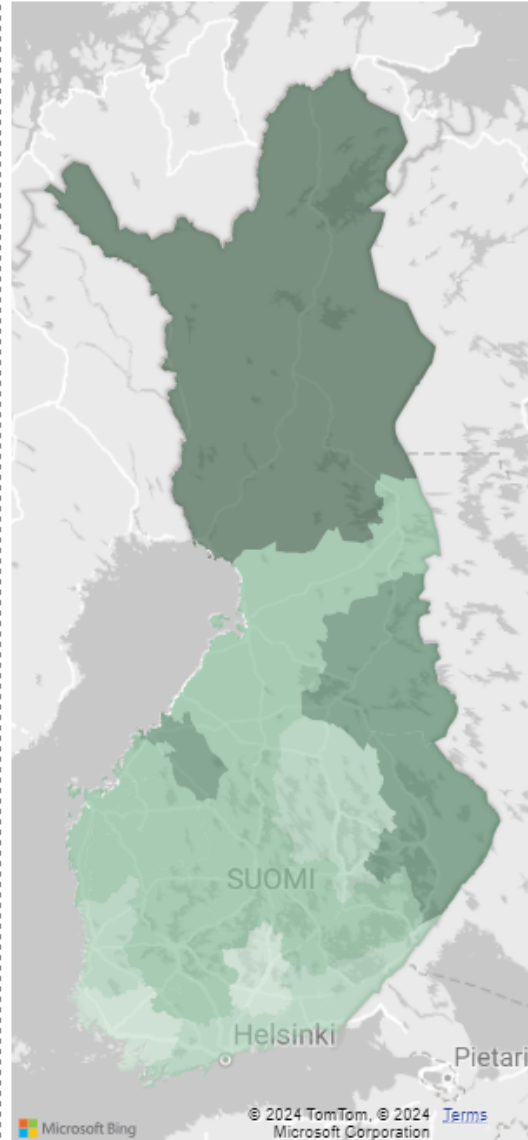 SUOMI
Helsinki
Pietari
Microsoft Bing
© 2024 TomTom, © 2024 Terms
Microsoft Corporation